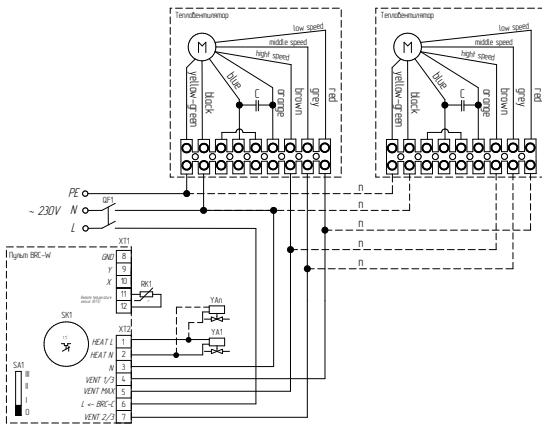 Тепловентилятор
low speed
middle speed
hight speed
M
yellow-green
black
blue
C
orange
brown
grey
red
Тепловентилятор
low speed
middle speed
hight speed
M
yellow-green
black
blue
C
orange
brown
grey
red
PE
~ 230V N
L
QF1
n
n
n
n
n
Пульт BRC-W
XT1
GND 8
Y 9
X 10
11
12
RK1
SK1
XT2
HEAT L 1
HEAT N 2
N 3
VENT 1/3 4
VENT MAX 5
L ← BRC-C 6
VENT 2/3 7
YAn
YA1
SA1
III
II
I
0